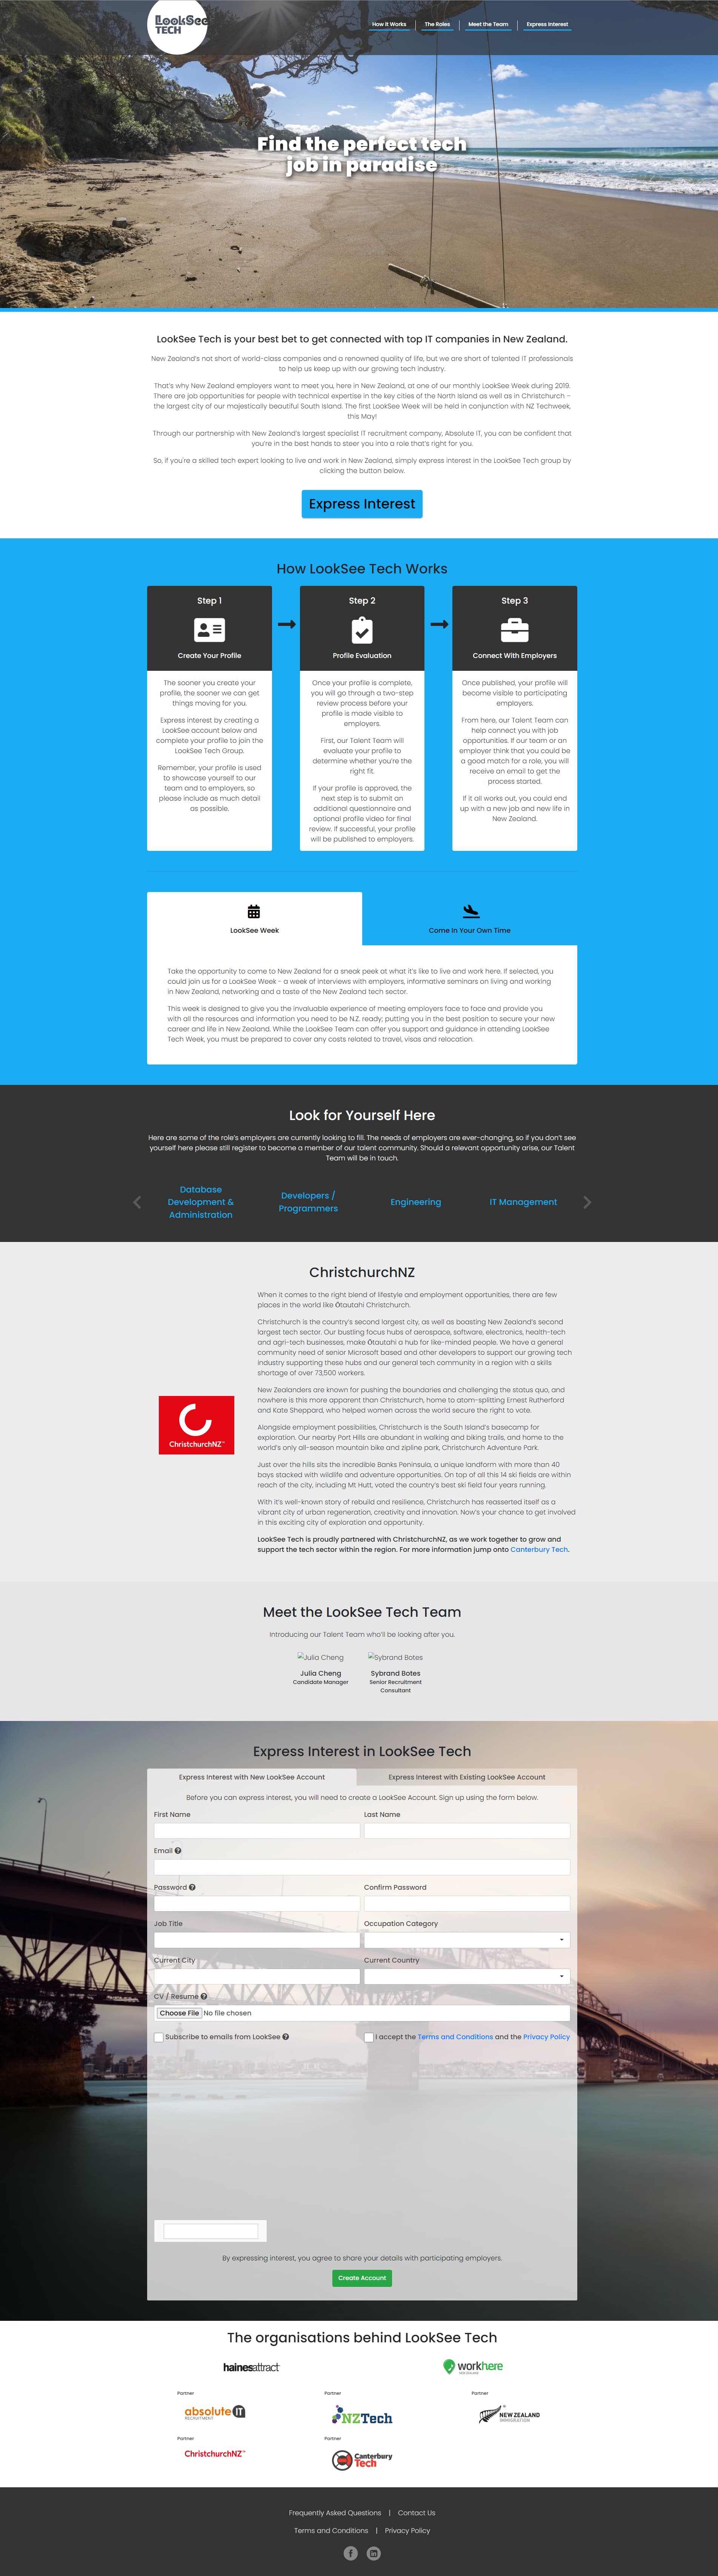 LookSee
TECH
How it Works
The Roles
Meet the Team
Express Interest
Find the perfect tech
job in paradise
LookSee Tech is your best bet to get connected with top IT companies in New Zealand.
New Zealand's not short of world-class companies and a renowned quality of life, but we are short of talented IT professionals
to help us keep up with our growing tech industry.
That's why New Zealand employers want to meet you, here in New Zealand, at one of our monthly LookSee Week during 2019.
There are job opportunities for people with technical expertise in the key cities of the North Island as well as in Christchurch –
the largest city of our majestically beautiful South Island. The first LookSee Week will be held in conjunction with NZ Techweek,
this May!
Through our partnership with New Zealand's largest specialist IT recruitment company, Absolute IT, you can be confident that
you're in the best hands to steer you into a role that's right for you.
So, if you're a skilled tech expert looking to live and work in New Zealand, simply express interest in the LookSee Tech group by
clicking the button below.
Express Interest
How LookSee Tech Works
Step 1
Create Your Profile
The sooner you create your
profile, the sooner we can get
things moving for you.
Express interest by creating a
LookSee account below and
complete your profile to join the
LookSee Tech Group.
Remember, your profile is used
to showcase yourself to our
team and to employers, so
please include as much detail
as possible.
Step 2
Profile Evaluation
Once your profile is complete,
you will go through a two-step
review process before your
profile is made visible to
employers.
First, our Talent Team will
evaluate your profile to
determine whether you're the
right fit.
If your profile is approved, the
next step is to submit an
additional questionnaire and
optional profile video for final
review. If successful, your profile
will be published to employers.
Step 3
Connect With Employers
Once published, your profile will
become visible to participating
employers.
From here, our Talent Team can
help connect you with job
opportunities. If our team or an
employer think that you could be
a good match for a role, you will
receive an email to get the
process started.
If it all works out, you could end
up with a new job and new life in
New Zealand.
LookSee Week
Come In Your Own Time
Take the opportunity to come to New Zealand for a sneak peek at what it's like to live and work here. If selected, you
could join us for a LookSee Week - a week of interviews with employers, informative seminars on living and working
in New Zealand, networking and a taste of the New Zealand tech sector.
This week is designed to give you the invaluable experience of meeting employers face to face and provide you
with all the resources and information you need to be N.Z. ready; putting you in the best position to secure your new
career and life in New Zealand. While the LookSee Team can offer you support and guidance in attending LookSee
Tech Week, you must be prepared to cover any costs related to travel, visas and relocation.
Look for Yourself Here
Here are some of the role's employers are currently looking to fill. The needs of employers are ever-changing, so if you don't see
yourself here please still register to become a member of our talent community. Should a relevant opportunity arise, our Talent
Team will be in touch.
Database
Development &
Administration
Developers /
Programmers
Engineering
IT Management
ChristchurchNZ
ChristchurchNZ™
When it comes to the right blend of lifestyle and employment opportunities, there are few
places in the world like Ōtautahi Christchurch.
Christchurch is the country's second largest city, as well as boasting New Zealand's second
largest tech sector. Our bustling focus hubs of aerospace, software, electronics, health-tech
and agri-tech businesses, make Ōtautahi a hub for like-minded people. We have a general
community need of senior Microsoft based and other developers to support our growing tech
industry supporting these hubs and our general tech community in a region with a skills
shortage of over 73,500 workers.
New Zealanders are known for pushing the boundaries and challenging the status quo, and
nowhere is this more apparent than Christchurch, home to atom-splitting Ernest Rutherford
and Kate Sheppard, who helped women across the world secure the right to vote.
Alongside employment possibilities, Christchurch is the South Island's basecamp for
exploration. Our nearby Port Hills are abundant in walking and biking trails, and home to the
world's only all-season mountain bike and zipline park, Christchurch Adventure Park.
Just over the hills sits the incredible Banks Peninsula, a unique landform with more than 40
bays stacked with wildlife and adventure opportunities. On top of all this 14 ski fields are within
reach of the city, including Mt Hutt, voted the country's best ski field four years running.
With it's well-known story of rebuild and resilience, Christchurch has reasserted itself as a
vibrant city of urban regeneration, creativity and innovation. Now's your chance to get involved
in this exciting city of exploration and opportunity.
LookSee Tech is proudly partnered with ChristchurchNZ, as we work together to grow and
support the tech sector within the region. For more information jump onto Canterbury Tech.
Meet the LookSee Tech Team
Introducing our Talent Team who'll be looking after you.
Julia Cheng
Sybrand Botes
Julia Cheng
Candidate Manager
Sybrand Botes
Senior Recruitment
Consultant
Express Interest in LookSee Tech
Express Interest with New LookSee Account
Express Interest with Existing LookSee Account
Before you can express interest, you will need to create a LookSee Account. Sign up using the form below.
First Name
Last Name
Email
Password
Confirm Password
Job Title
Occupation Category
Current City
Current Country
CV / Resume
Choose File No file chosen
Subscribe to emails from LookSee
I accept the Terms and Conditions and the Privacy Policy
By expressing interest, you agree to share your details with participating employers.
Create Account
The organisations behind LookSee Tech
hainesattract
workhere
NEW ZEALAND
Partner
Partner
Partner
absolute IT
RECRUITMENT
NZTech
NEW ZEALAND
IMMIGRATION
Partner
Partner
ChristchurchNZ™
Canterbury
Tech
Frequently Asked Questions | Contact Us
Terms and Conditions | Privacy Policy